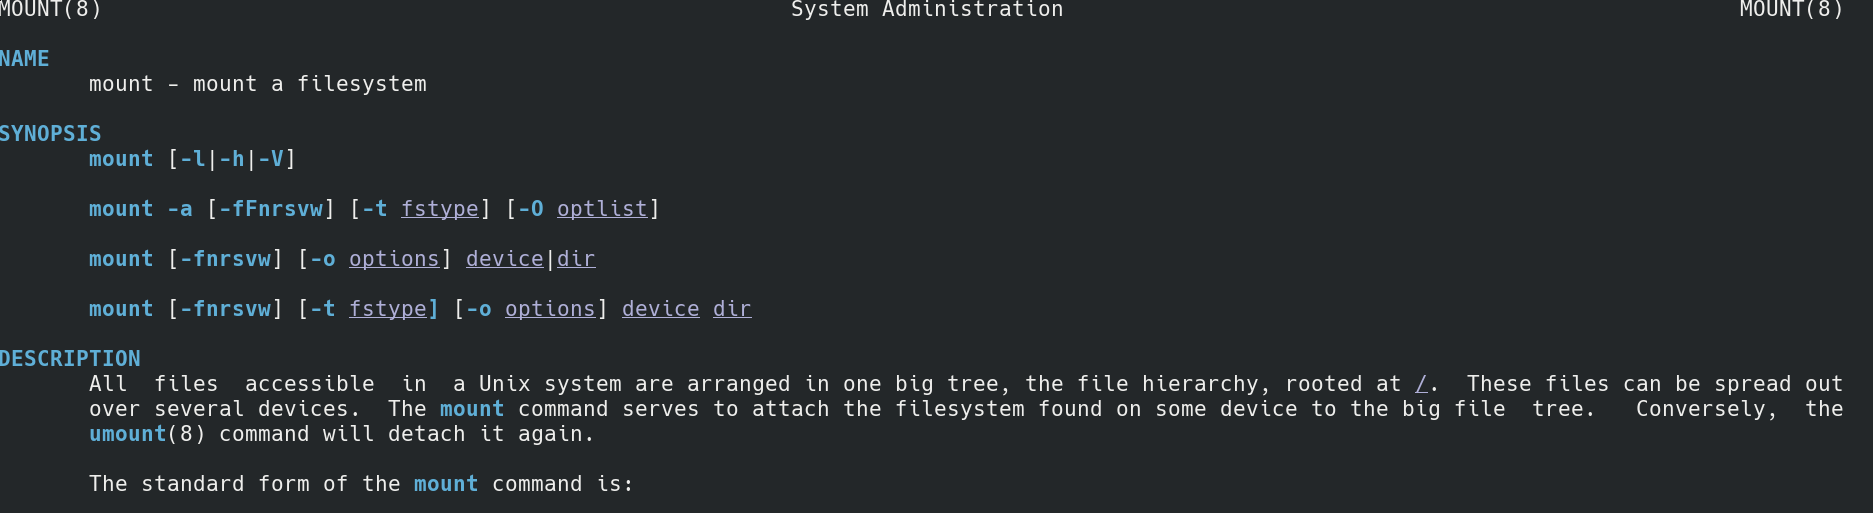 MOUNT(8) System Administration MOUNT(8)
NAME
mount - mount a filesystem
SYNOPSIS
mount [-l|-h|-V]
mount -a [-fFnrsvw] [-t fstype] [-O optlist]
mount [-fnrsvw] [-o options] device|dir
mount [-fnrsvw] [-t fstype] [-o options] device dir
DESCRIPTION
All files accessible in a Unix system are arranged in one big tree, the file hierarchy, rooted at /. These files can be spread out
over several devices. The mount command serves to attach the filesystem found on some device to the big file tree. Conversely, the
umount(8) command will detach it again.
The standard form of the mount command is: